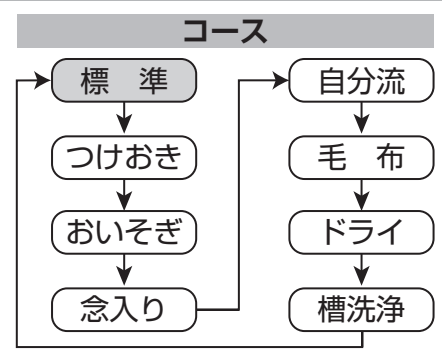 コース
標 準
つけおき
おいそぎ
念入り
自分流
毛 布
ドライ
槽洗浄